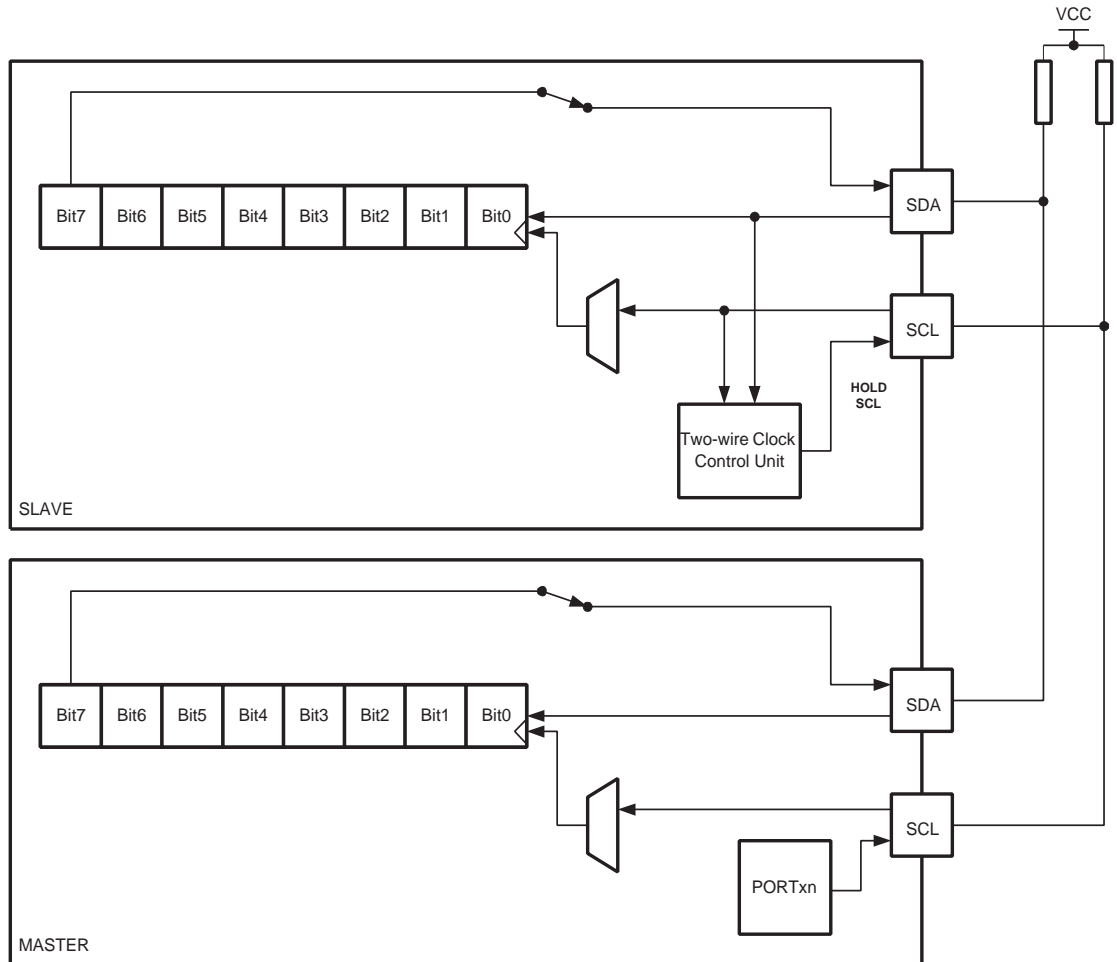 VCC
Bit7 Bit6 Bit5 Bit4 Bit3 Bit2 Bit1 Bit0
SDA
SCL
HOLD
SCL
Two-wire Clock
Control Unit
SLAVE
Bit7 Bit6 Bit5 Bit4 Bit3 Bit2 Bit1 Bit0
SDA
SCL
PORTxn
MASTER